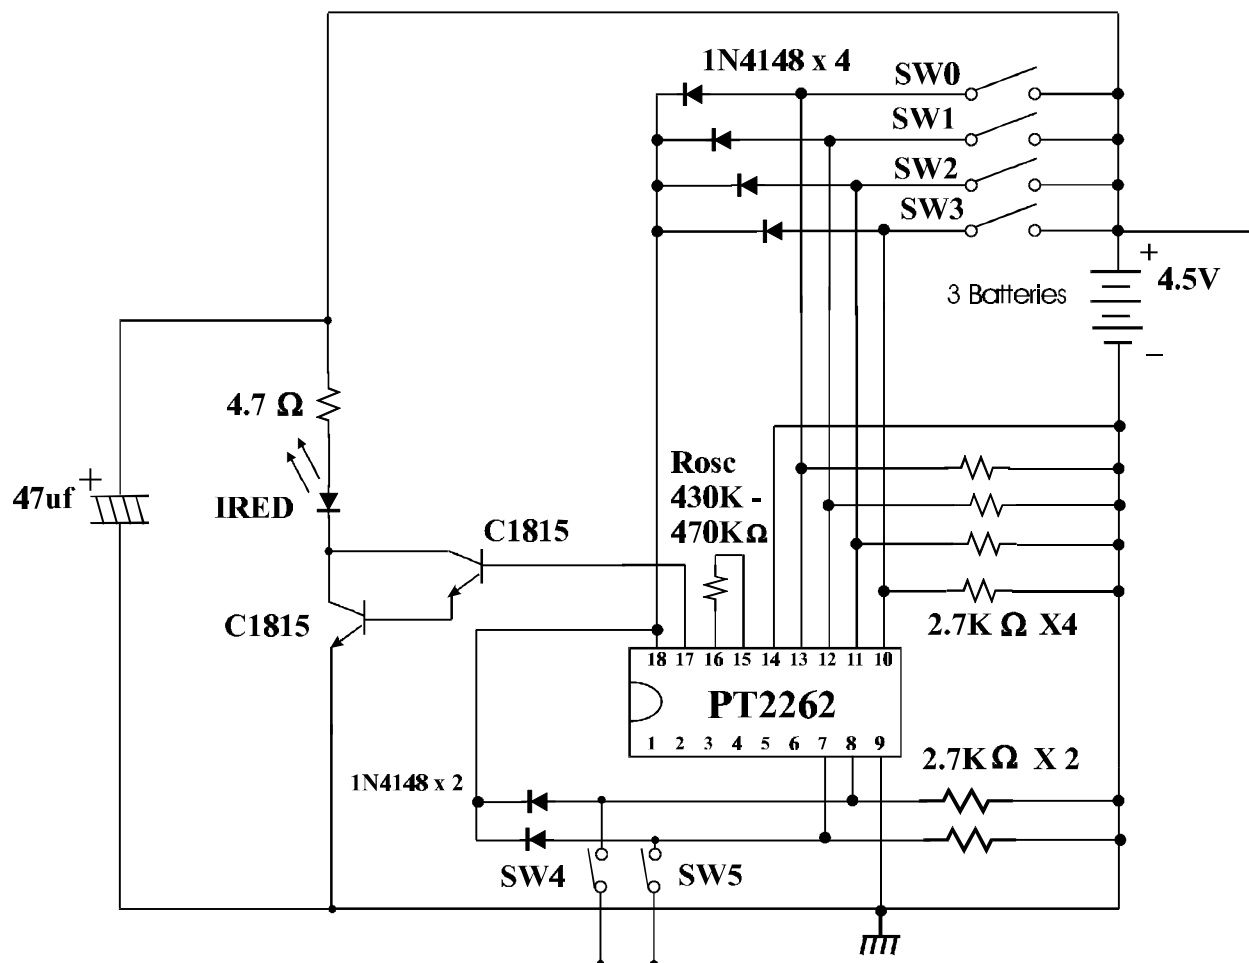 1N4148 x 4
SW0
SW1
SW2
SW3
+
4.5V
3 Batteries
−
4.7 Ω
+
47uf
IRED
C1815
C1815
Rosc
430K -
470KΩ
2.7K Ω X4
18 17 16 15 14 13 12 11 10
PT2262
1 2 3 4 5 6 7 8 9
2.7K Ω X 2
1N4148 x 2
SW4
SW5